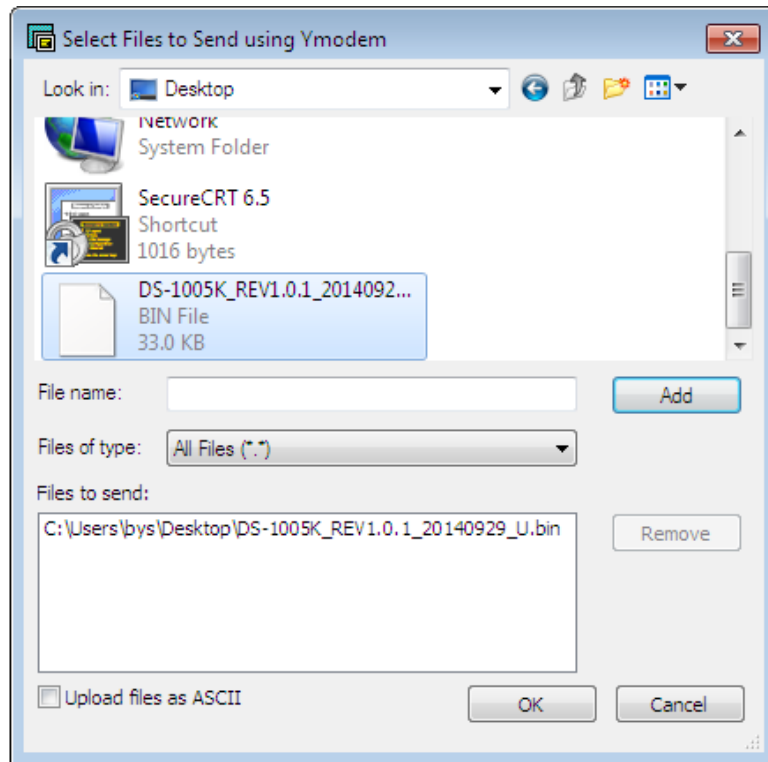 Select Files to Send using Ymodem
Look in: Desktop
Network
System Folder
SecureCRT 6.5
Shortcut
1016 bytes
DS-1005K_REV1.0.1_2014092...
BIN File
33.0 KB
File name: Add
Files of type: All Files (*.*)
Files to send:
C:\Users\bys\Desktop\DS-1005K_REV1.0.1_20140929_U.bin
Remove
Upload files as ASCII
OK Cancel